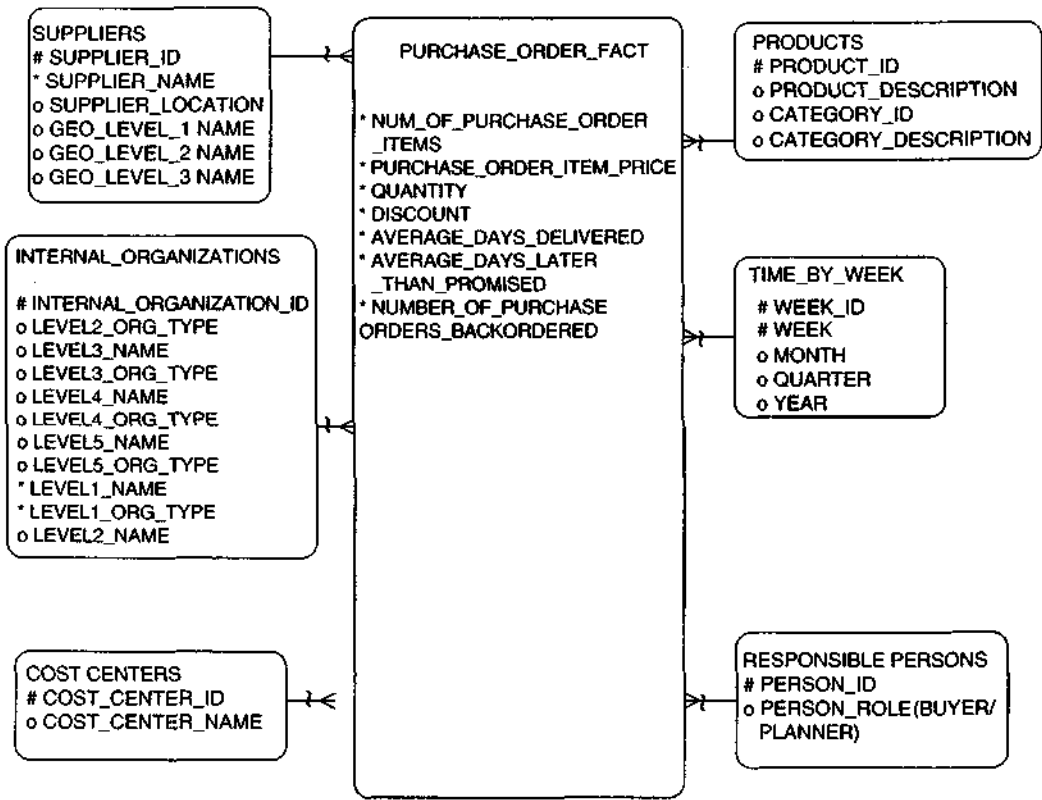 SUPPLIERS
# SUPPLIER_ID
* SUPPLIER_NAME
o SUPPLIER_LOCATION
o GEO_LEVEL_1 NAME
o GEO_LEVEL_2 NAME
o GEO_LEVEL_3 NAME
INTERNAL_ORGANIZATIONS
# INTERNAL_ORGANIZATION_ID
o LEVEL2_ORG_TYPE
o LEVEL3_NAME
o LEVEL3_ORG_TYPE
o LEVEL4_NAME
o LEVEL4_ORG_TYPE
o LEVEL5_NAME
o LEVEL5_ORG_TYPE
* LEVEL1_NAME
* LEVEL1_ORG_TYPE
o LEVEL2_NAME
COST CENTERS
# COST_CENTER_ID
o COST_CENTER_NAME
PURCHASE_ORDER_FACT
* NUM_OF_PURCHASE_ORDER
_ITEMS
* PURCHASE_ORDER_ITEM_PRICE
* QUANTITY
* DISCOUNT
* AVERAGE_DAYS_DELIVERED
* AVERAGE_DAYS_LATER
_THAN_PROMISED
* NUMBER_OF_PURCHASE
ORDERS_BACKORDERED
PRODUCTS
# PRODUCT_ID
o PRODUCT_DESCRIPTION
o CATEGORY_ID
o CATEGORY_DESCRIPTION
TIME_BY_WEEK
# WEEK_ID
# WEEK
o MONTH
o QUARTER
o YEAR
RESPONSIBLE PERSONS
# PERSON_ID
o PERSON_ROLE(BUYER/
PLANNER)